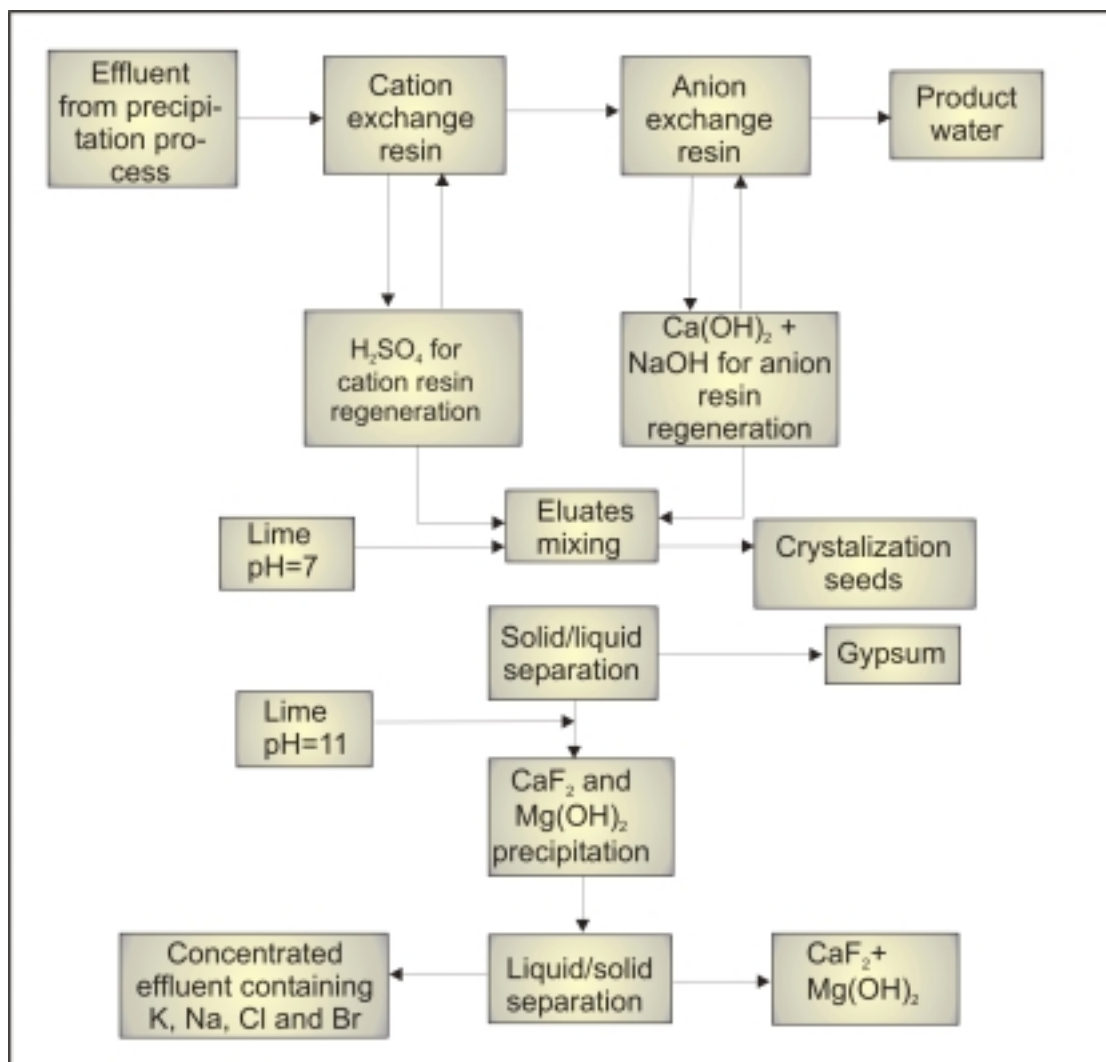 Effluent
from precipi-
tation pro-
cess
Cation
exchange
resin
Anion
exchange
resin
Product
water
H₂SO₄ for
cation resin
regeneration
Ca(OH)₂ +
NaOH for anion
resin
regeneration
Eluates
mixing
Lime
pH=7
Crystalization
seeds
Solid/liquid
separation
Gypsum
Lime
pH=11
CaF₂ and
Mg(OH)₂
precipitation
Concentrated
effluent containing
K, Na, Cl and Br
Liquid/solid
separation
CaF₂+
Mg(OH)₂